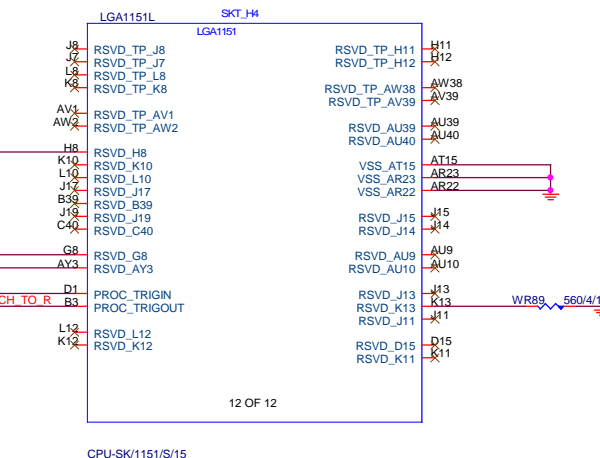 LGA1151L SKT_H4
LGA1151
J8 RSVD_TP_J8 RSVD_TP_H11 H11
J7 RSVD_TP_J7 RSVD_TP_H12 H12
L8 RSVD_TP_L8
K8 RSVD_TP_K8 RSVD_TP_AW38 AW38
RSVD_TP_AV39 AV39
AV1 RSVD_TP_AV1
AW2 RSVD_TP_AW2 RSVD_AU39 AU39
RSVD_AU40 AU40
H8 RSVD_H8
K10 RSVD_K10 VSS_AT15 AT15
L10 RSVD_L10 VSS_AR23 AR23
J17 RSVD_J17 VSS_AR22 AR22
B39 RSVD_B39
J19 RSVD_J19 RSVD_J15 J15
C40 RSVD_C40 RSVD_J14 J14
G8 RSVD_G8 RSVD_AU9 AU9
AY3 RSVD_AY3 RSVD_AU10 AU10
D1 PROC_TRIGIN RSVD_J13 J13
CH_TO_R B3 PROC_TRIGOUT RSVD_K13 K13 WR89 560/4/1
RSVD_J11 J11
L12 RSVD_L12
K12 RSVD_K12 RSVD_D15 D15
RSVD_K11 K11
12 OF 12
CPU-SK/1151/S/15